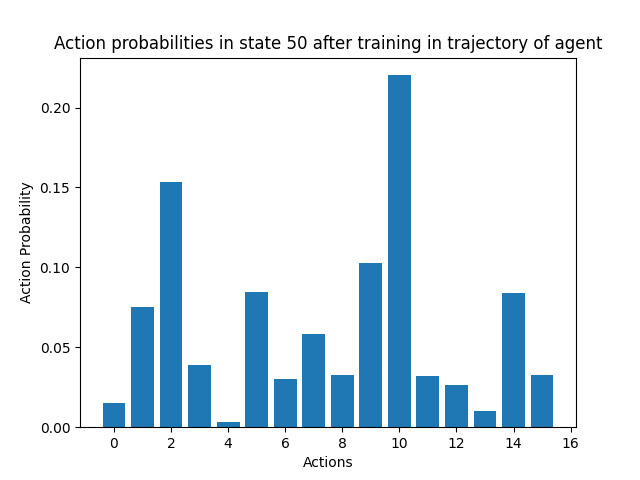 Action probabilities in state 50 after training in trajectory of agent
0.20
0.15
0.10
0.05
0.00
Action Probability
0 2 4 6 8 10 12 14 16
Actions